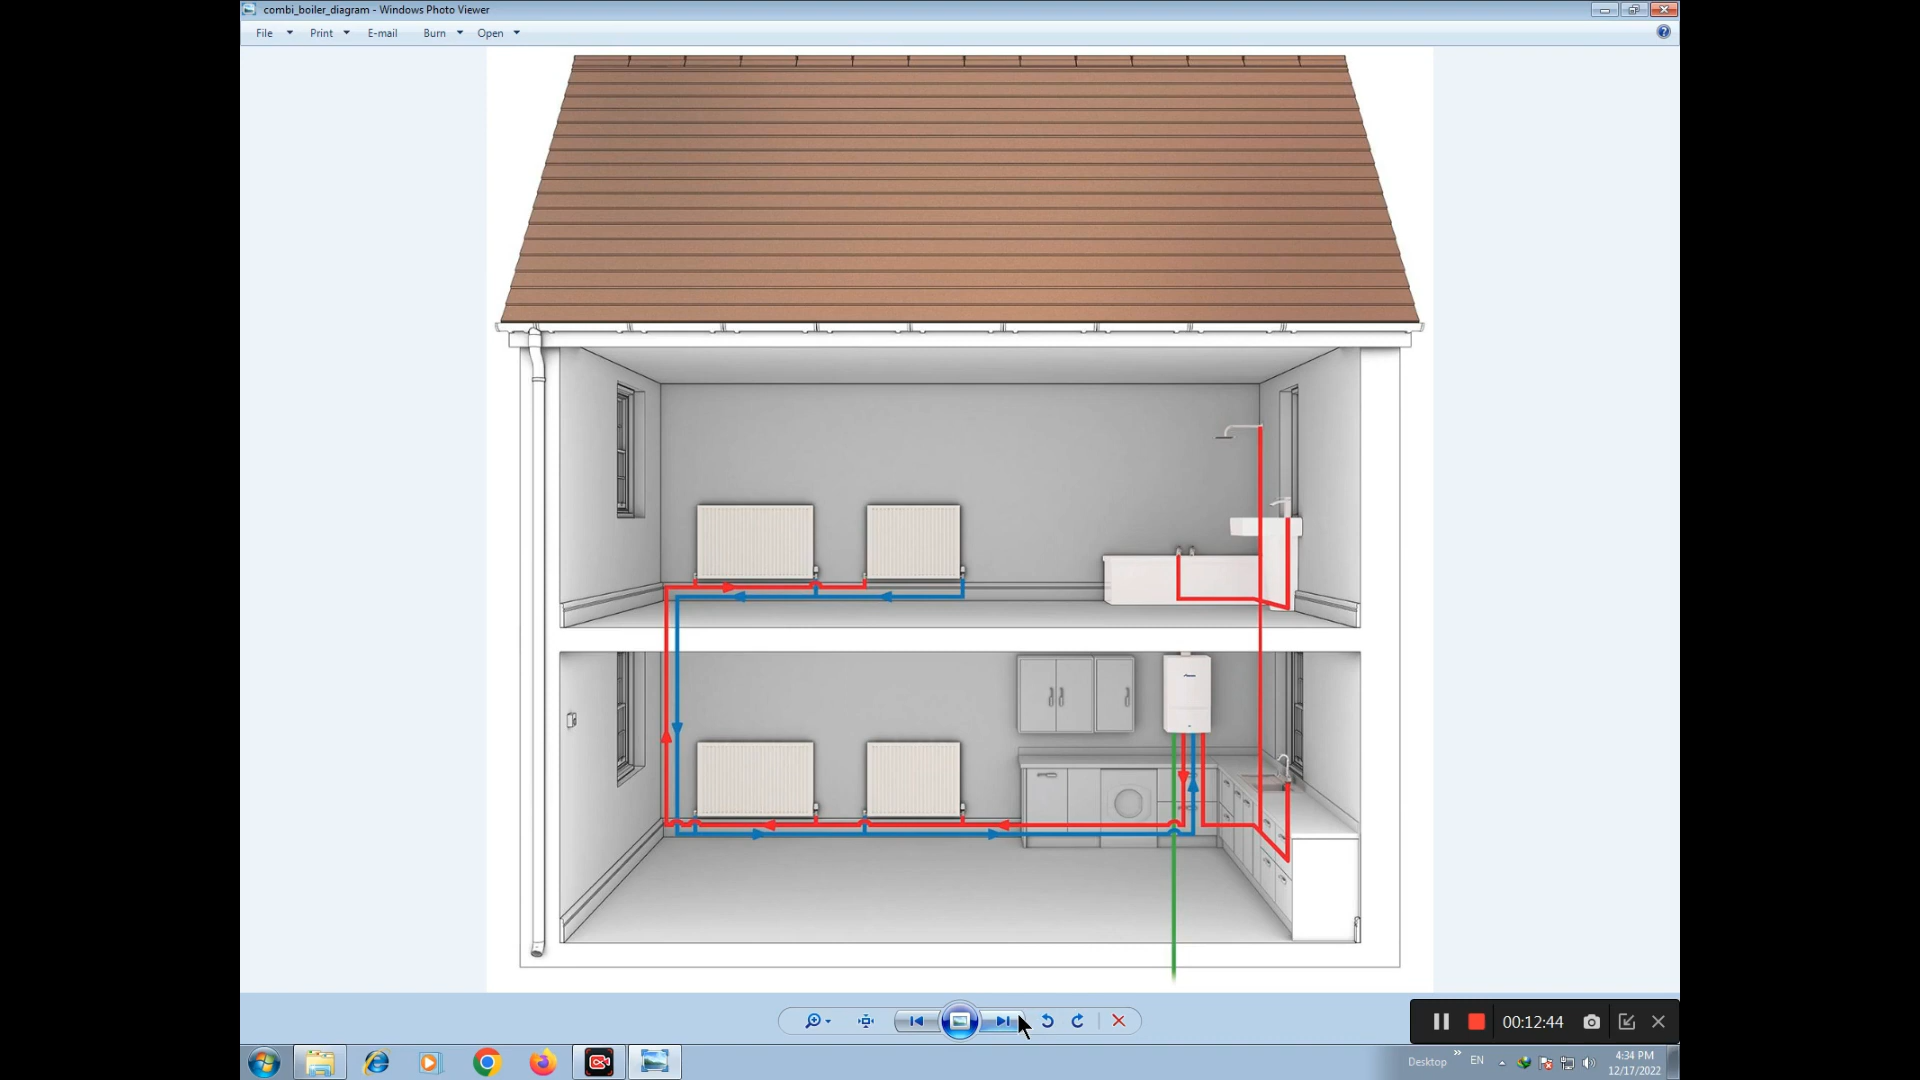 combi_boiler_diagram - Windows Photo Viewer
File Print E-mail Burn Open
00:12:44
Desktop » EN
4:34 PM
12/17/2022